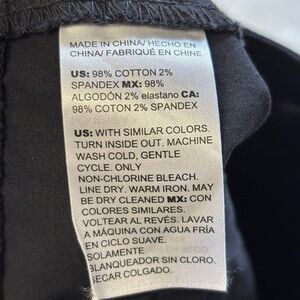 MADE IN CHINA/ HECHO EN
CHINA/ FABRIQUÉ EN CHINE
US: 98% COTTON 2%
SPANDEX MX: 98%
ALGODÓN 2% elastano CA:
98% COTON 2% SPANDEX
US: WITH SIMILAR COLORS.
TURN INSIDE OUT. MACHINE
WASH COLD, GENTLE
CYCLE. ONLY
NON-CHLORINE BLEACH.
LINE DRY. WARM IRON. MAY
BE DRY CLEANED MX: CON
COLORES SIMILARES.
VOLTEAR AL REVÉS. LAVAR
A MÁQUINA CON AGUA FRÍA
EN CICLO SUAVE.
SOLAMENTE
BLANQUEADOR SIN CLORO.
SECAR COLGADO.